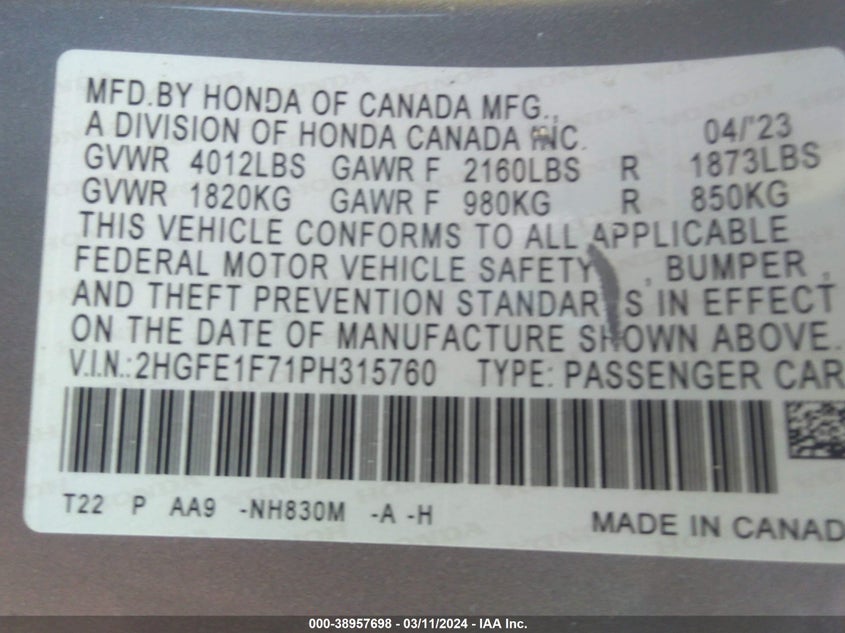 MFD.BY HONDA OF CANADA MFG.,
A DIVISION OF HONDA CANADA INC. 04/'23
GVWR 4012LBS GAWR F 2160LBS R 1873LBS
GVWR 1820KG GAWR F 980KG R 850KG
THIS VEHICLE CONFORMS TO ALL APPLICABLE
FEDERAL MOTOR VEHICLE SAFETY , BUMPER ,
AND THEFT PREVENTION STANDARDS IN EFFECT
ON THE DATE OF MANUFACTURE SHOWN ABOVE.
V.I.N.:2HGFE1F71PH315760 TYPE: PASSENGER CAR
T22 P AA9 -NH830M -A -H
MADE IN CANAD
000-38957698 - 03/11/2024 - IAA Inc.